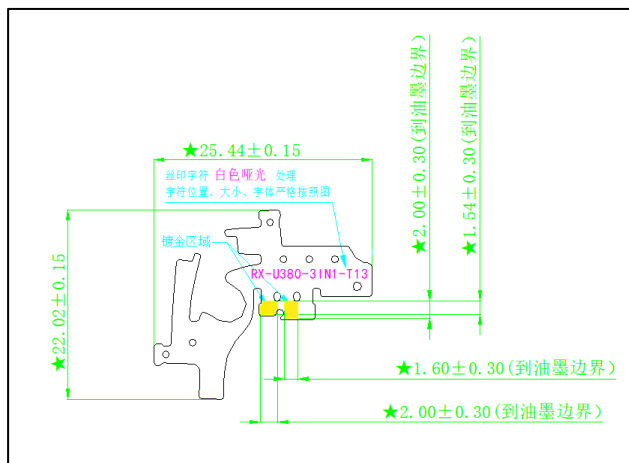 ★25.44±0.15
丝印字符 白色哑光 处理
字符位置、大小、字体严格按照图
镀金区域
RX-U380-3IN1-T13
★22.02±0.15
★2.00±0.30(到油墨边界)
★1.54±0.30(到油墨边界)
★1.60±0.30(到油墨边界)
★2.00±0.30(到油墨边界)